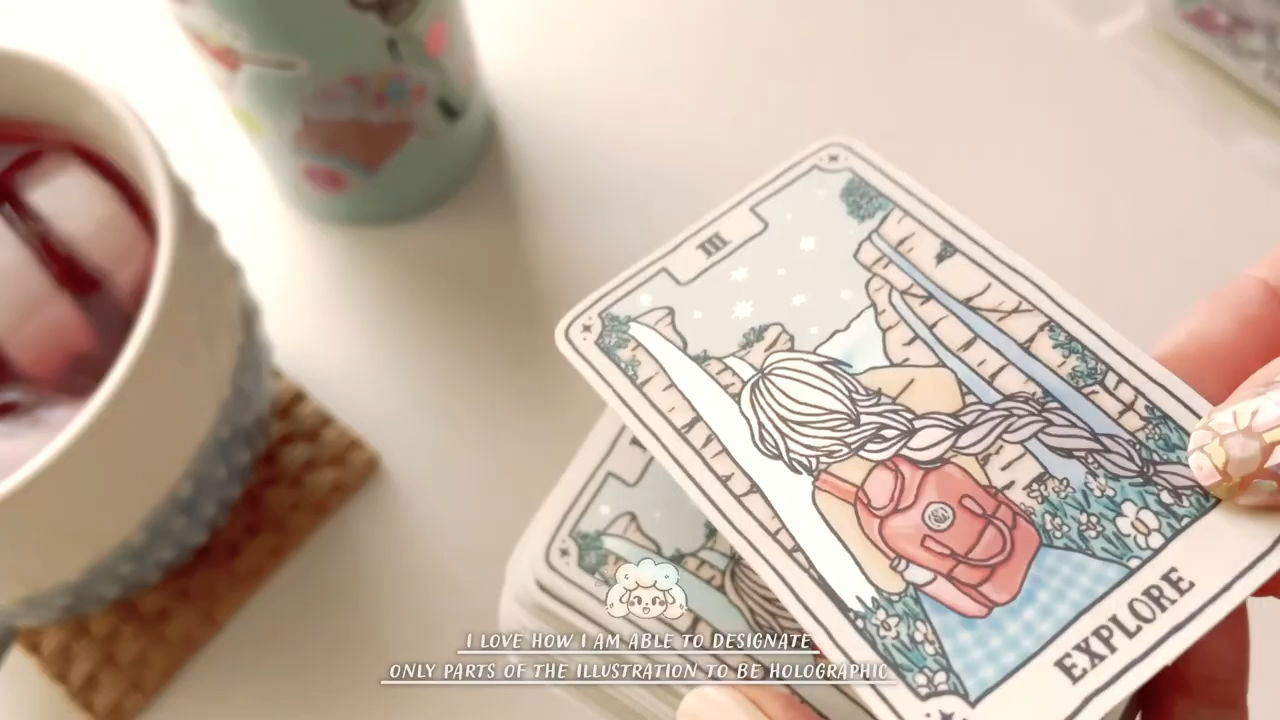 III
EXPLORE
I LOVE HOW I AM ABLE TO DESIGNATE
ONLY PARTS OF THE ILLUSTRATION TO BE HOLOGRAPHIC